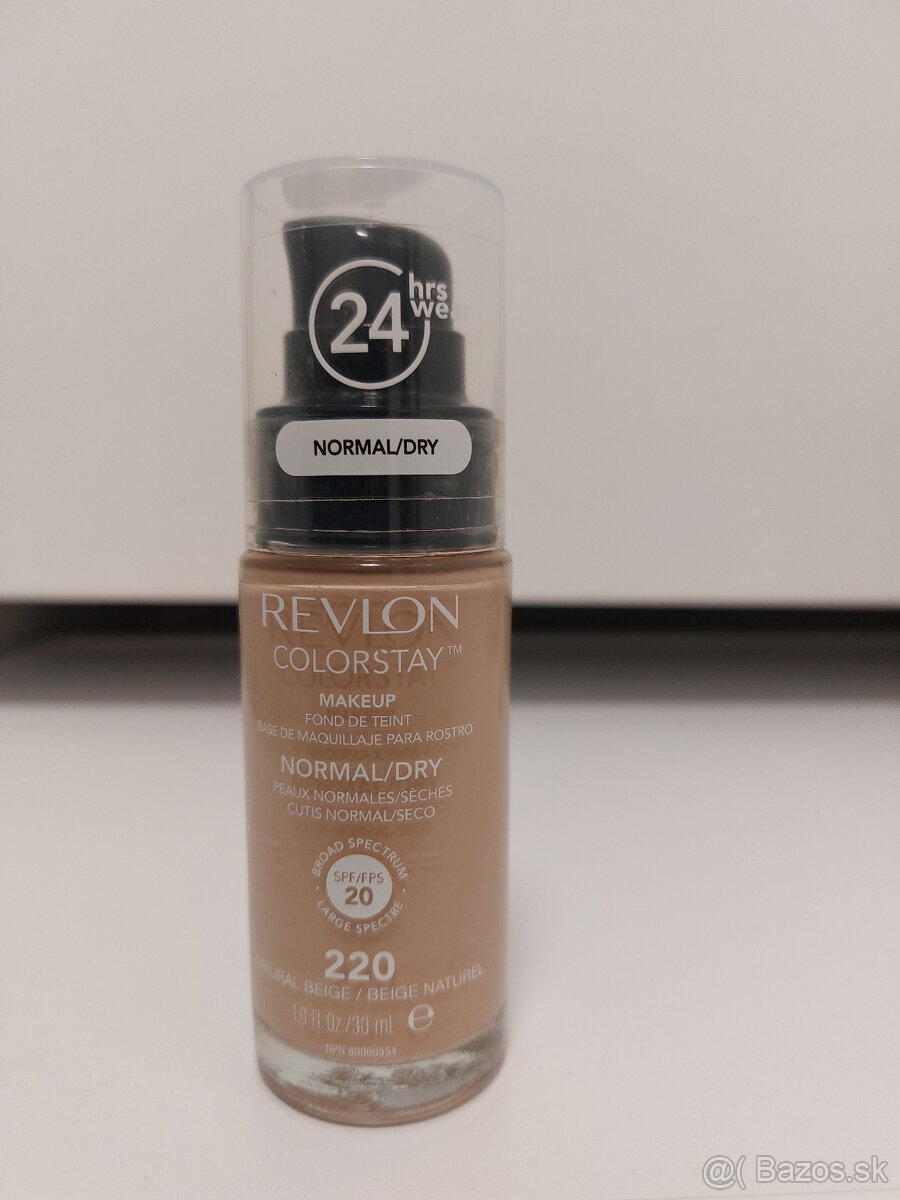 24 hrs
wear
NORMAL/DRY
REVLON
COLORSTAY™
MAKEUP
FOND DE TEINT
BASE DE MAQUILLAJE PARA ROSTRO
NORMAL/DRY
PEAUX NORMALES/SÈCHES
CUTIS NORMAL/SECO
BROAD SPECTRUM
SPF/FPS
20
LARGE SPECTRE
220
NATURAL BEIGE / BEIGE NATUREL
1.0 fl. Oz/30 mL e
NPN 80060554
@( Bazos.sk